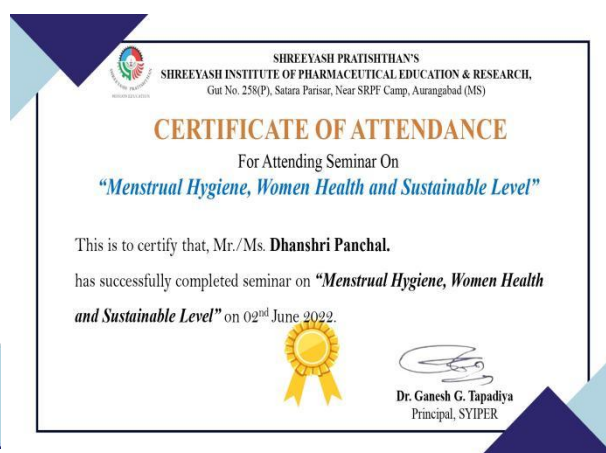 SHREEYASH PRATISHTHAN'S
SHREEYASH INSTITUTE OF PHARMACEUTICAL EDUCATION & RESEARCH,
Gut No. 258(P), Satara Parisar, Near SRPF Camp, Aurangabad (MS)
CERTIFICATE OF ATTENDANCE
For Attending Seminar On
“Menstrual Hygiene, Women Health and Sustainable Level”
This is to certify that, Mr./Ms. Dhanshri Panchal.
has successfully completed seminar on “Menstrual Hygiene, Women Health
and Sustainable Level” on 02nd June 2022.
Dr. Ganesh G. Tapadiya
Principal, SYIPER